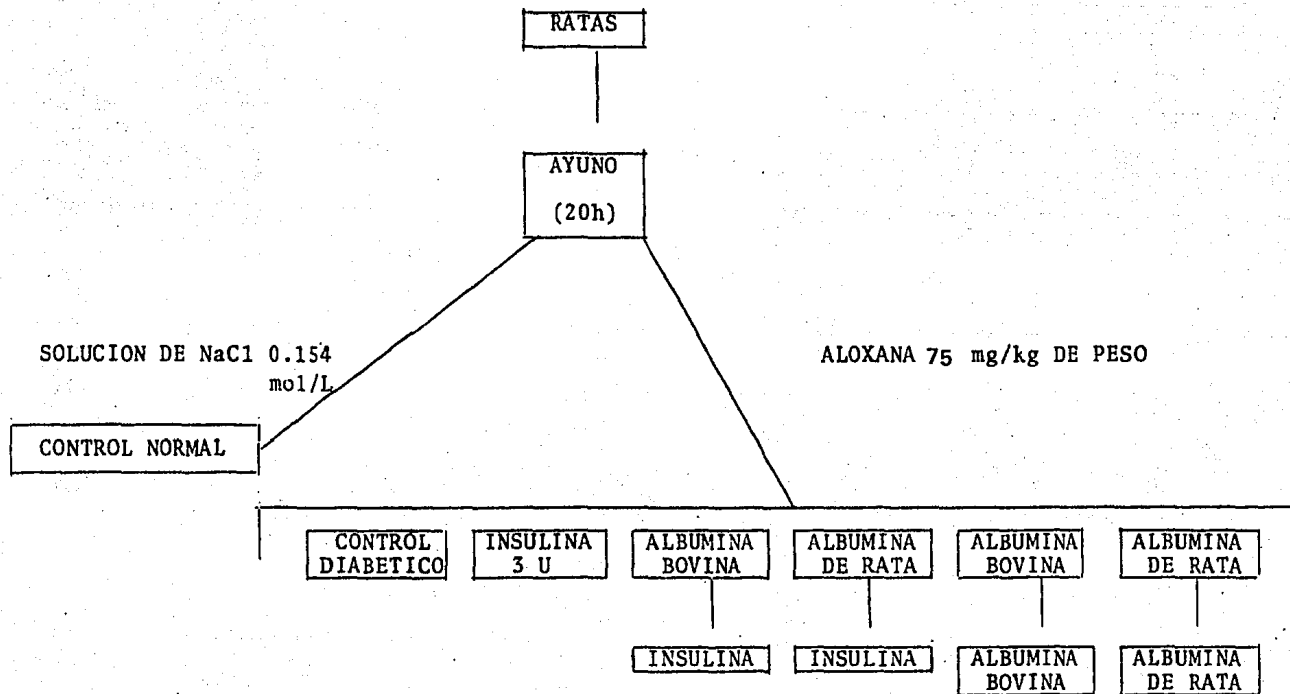 RATAS
AYUNO
(20h)
SOLUCION DE NaCl 0.154
mol/L
ALOXANA 75 mg/kg DE PESO
CONTROL NORMAL
CONTROL
DIABETICO
INSULINA
3 U
ALBUMINA
BOVINA
ALBUMINA
DE RATA
ALBUMINA
BOVINA
ALBUMINA
DE RATA
INSULINA
INSULINA
ALBUMINA
BOVINA
ALBUMINA
DE RATA